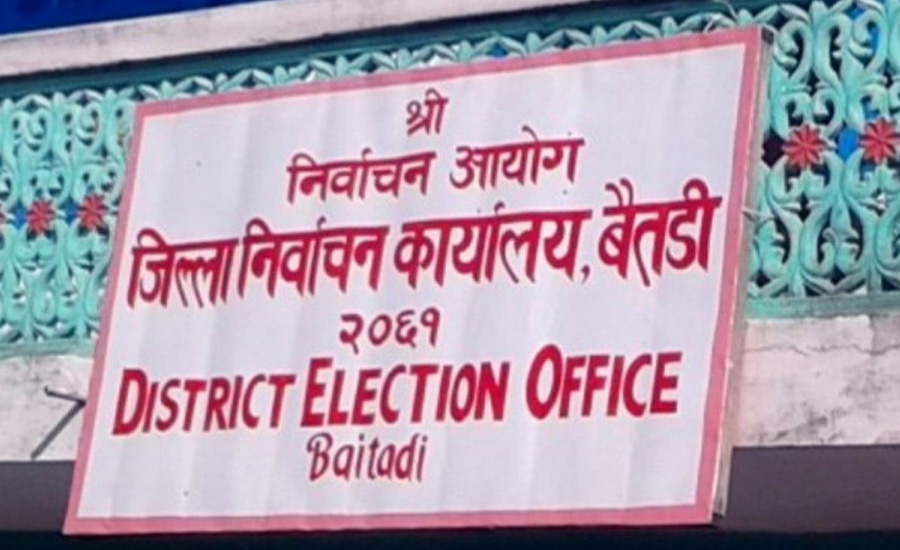 श्री
निर्वाचन आयोग
जिल्ला निर्वाचन कार्यालय, बैतडी
२०६१
DISTRICT ELECTION OFFICE
Baitadi